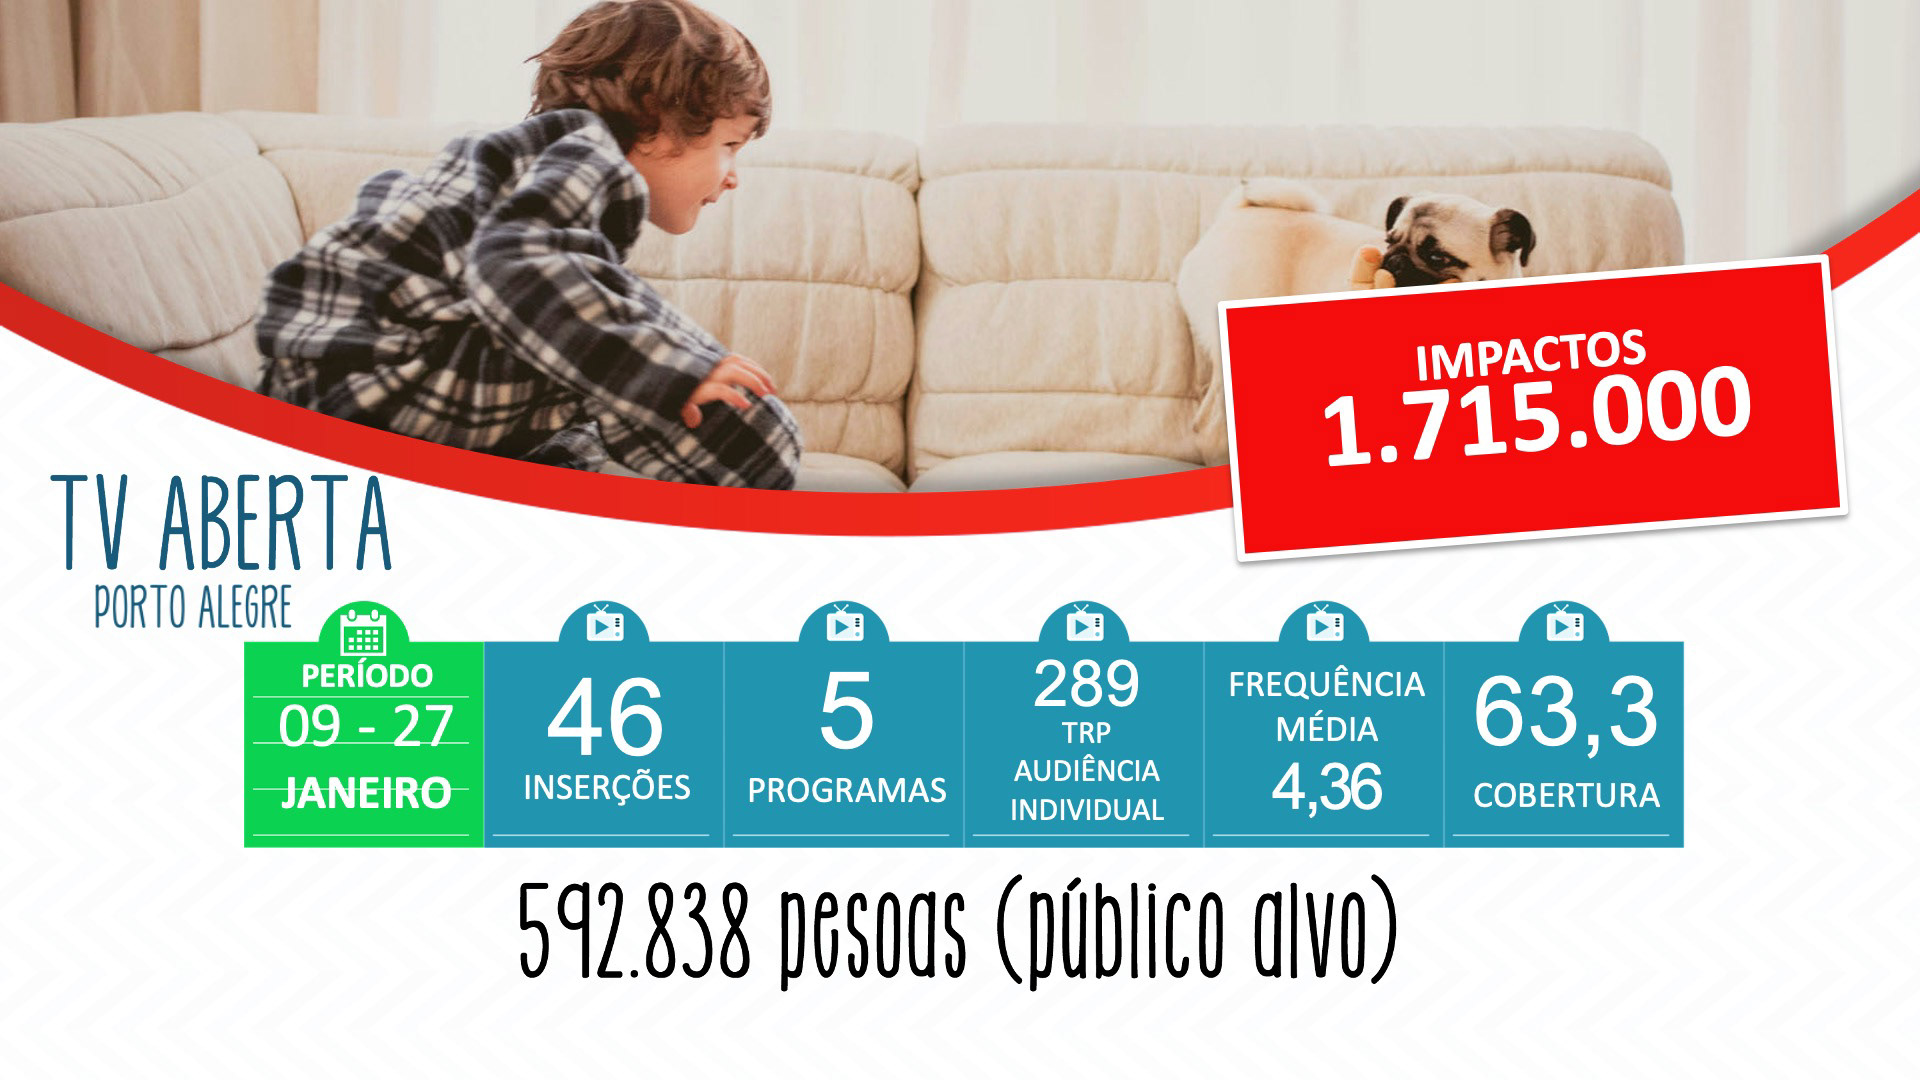 IMPACTOS
1.715.000
TV ABERTA
PORTO ALEGRE
PERÍODO
09 - 27
JANEIRO
46
INSERÇÕES
5
PROGRAMAS
289
TRP
AUDIÊNCIA
INDIVIDUAL
FREQUÊNCIA
MÉDIA
4,36
63,3
COBERTURA
592.838 pesoas (público alvo)